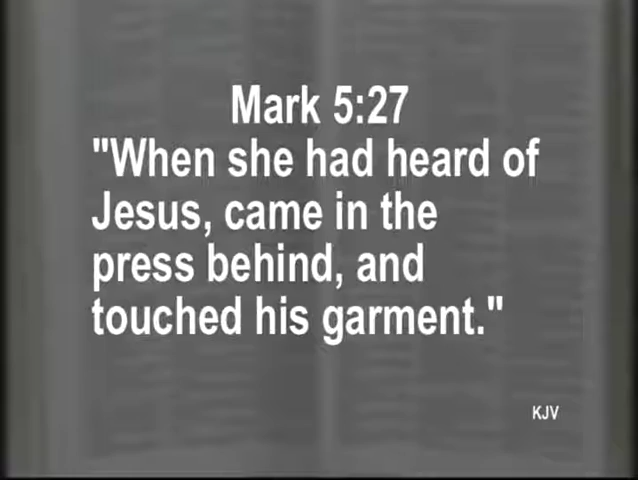 Mark 5:27
"When she had heard of
Jesus, came in the
press behind, and
touched his garment."
KJV